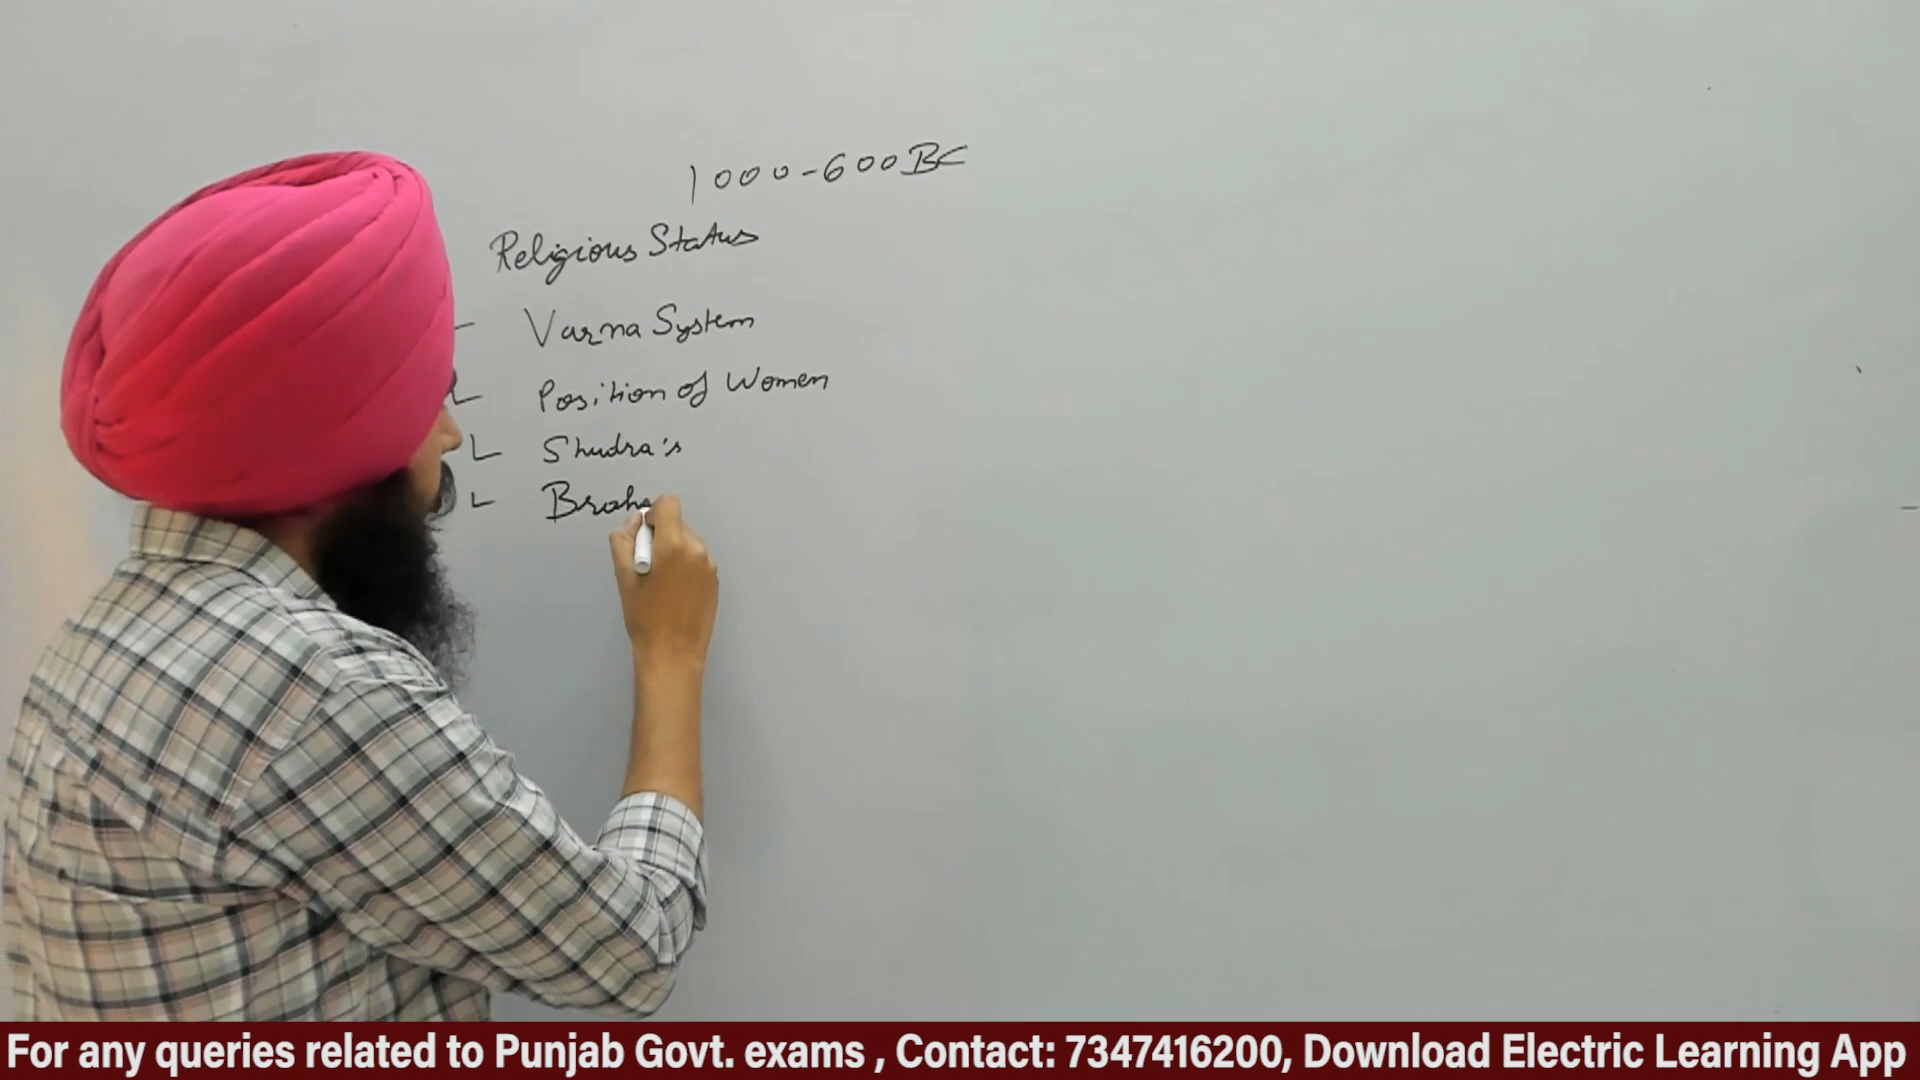 1000-600BC
Religious Status
- Varna System
Position of Women
Shudra's
Brah
For any queries related to Punjab Govt. exams , Contact: 7347416200, Download Electric Learning App